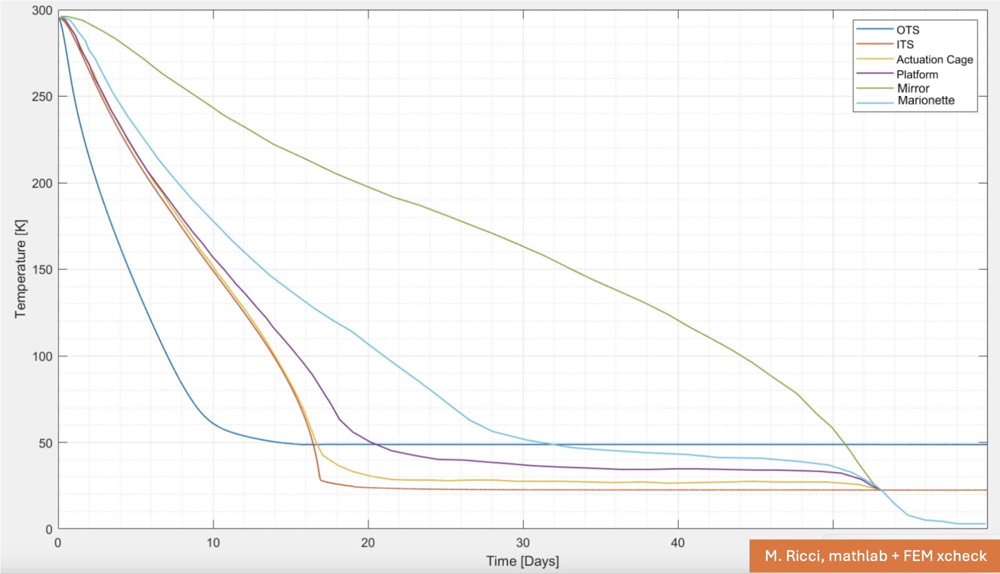 300
250
200
150
100
50
0
Temperature [K]
0
10
20
30
40
Time [Days]
OTS
ITS
Actuation Cage
Platform
Mirror
Marionette
M. Ricci, mathlab + FEM xcheck